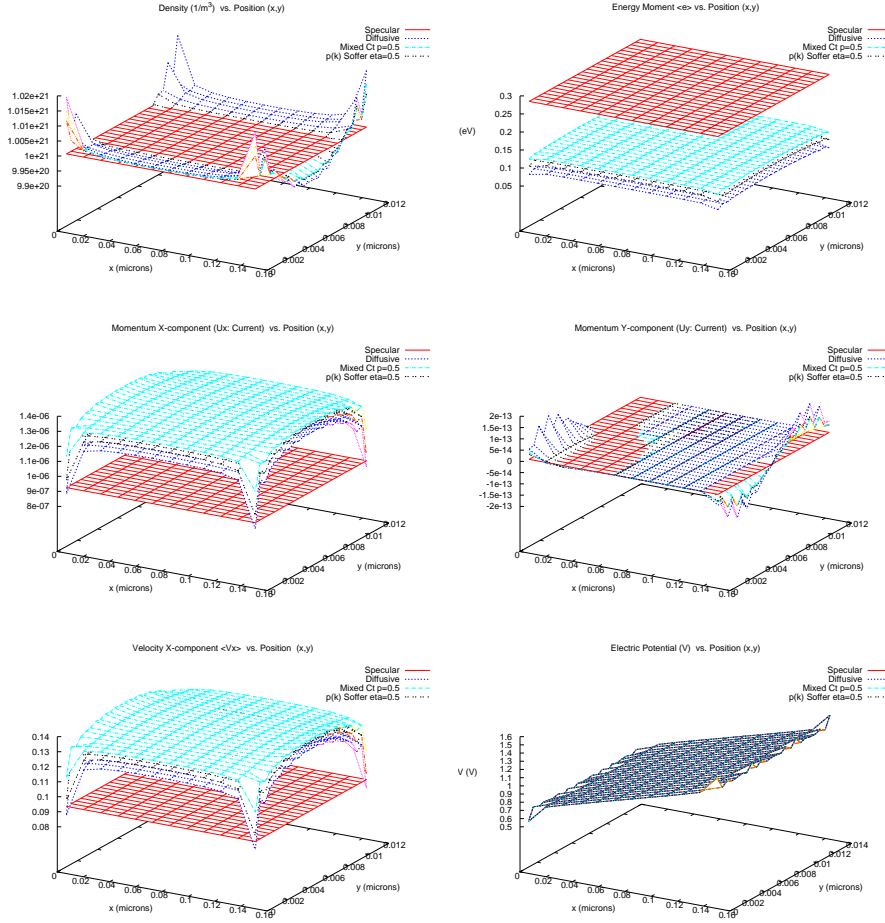 Density (1/m³) vs. Position (x,y)
Specular
Diffusive
Mixed Ct p=0.5
p(k) Soffer eta=0.5
1.02e+21
1.015e+21
1.01e+21
1.005e+21
1e+21
9.95e+20
9.9e+20
0
0.02
0.04
0.06
0.08
0.1
0.12
0.14
0.16
x (microns)
0
0.002
0.004
0.006
0.008
0.01
0.012
y (microns)
Energy Moment <e> vs. Position (x,y)
Specular
Diffusive
Mixed Ct p=0.5
p(k) Soffer eta=0.5
(eV)
0.3
0.25
0.2
0.15
0.1
0.05
0
0.02
0.04
0.06
0.08
0.1
0.12
0.14
0.16
x (microns)
0
0.002
0.004
0.006
0.008
0.01
0.012
y (microns)
Momentum X-component (Ux: Current) vs. Position (x,y)
Specular
Diffusive
Mixed Ct p=0.5
p(k) Soffer eta=0.5
1.4e-06
1.3e-06
1.2e-06
1.1e-06
1e-06
9e-07
8e-07
0
0.02
0.04
0.06
0.08
0.1
0.12
0.14
0.16
x (microns)
0
0.002
0.004
0.006
0.008
0.01
0.012
y (microns)
Momentum Y-component (Uy: Current) vs. Position (x,y)
Specular
Diffusive
Mixed Ct p=0.5
p(k) Soffer eta=0.5
2e-13
1.5e-13
1e-13
5e-14
0
-5e-14
-1e-13
-1.5e-13
-2e-13
0
0.02
0.04
0.06
0.08
0.1
0.12
0.14
0.16
x (microns)
0
0.002
0.004
0.006
0.008
0.01
0.012
y (microns)
Velocity X-component <Vx> vs. Position (x,y)
Specular
Diffusive
Mixed Ct p=0.5
p(k) Soffer eta=0.5
0.14
0.13
0.12
0.11
0.1
0.09
0.08
0
0.02
0.04
0.06
0.08
0.1
0.12
0.14
0.16
x (microns)
0
0.002
0.004
0.006
0.008
0.01
0.012
y (microns)
Electric Potential (V) vs. Position (x,y)
Specular
Diffusive
Mixed Ct p=0.5
p(k) Soffer eta=0.5
V (V)
1.6
1.5
1.4
1.3
1.2
1.1
1
0.9
0.8
0.7
0.6
0.5
0
0.02
0.04
0.06
0.08
0.1
0.12
0.14
0.16
x (microns)
0
0.002
0.004
0.006
0.008
0.01
0.012
0.014
y (microns)